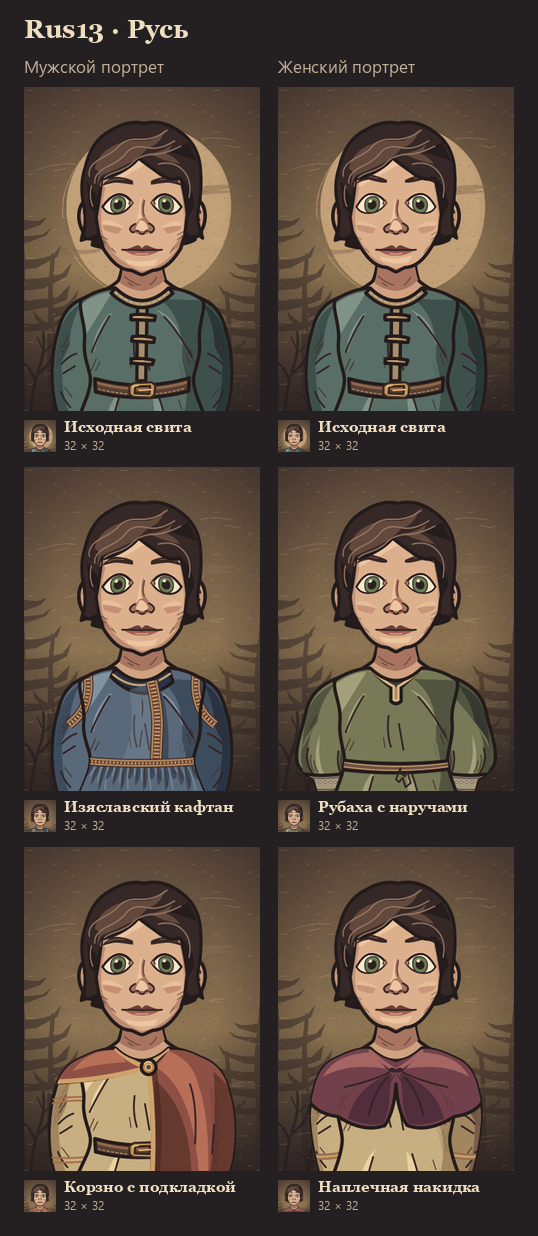 Rus13 · Русь
Мужской портрет
Женский портрет
Исходная свита
32 × 32
Исходная свита
32 × 32
Изяславский кафтан
32 × 32
Рубаха с наручами
32 × 32
Корзно с подкладкой
32 × 32
Наплечная накидка
32 × 32